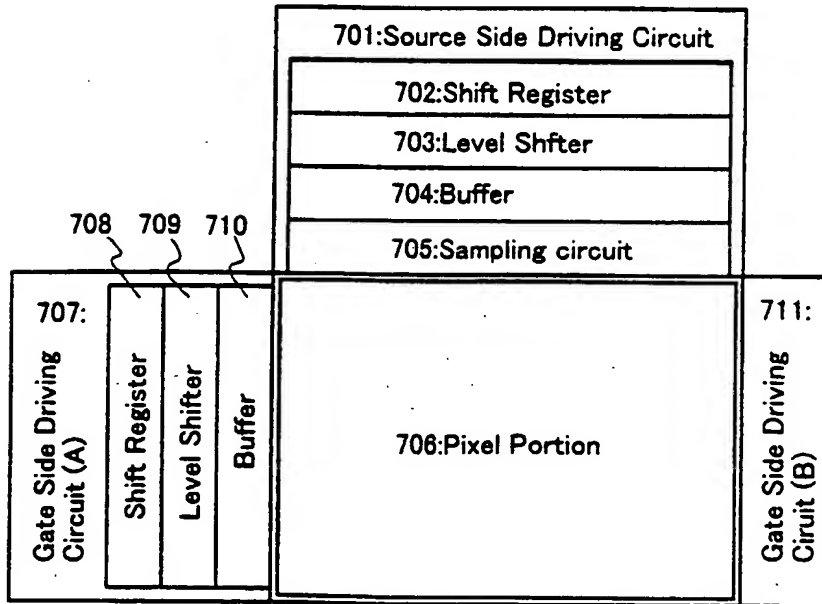 701:Source Side Driving Circuit
702:Shift Register
703:Level Shfter
704:Buffer
705:Sampling circuit
708 709 710
707:
Gate Side Driving
Circuit (A)
Shift Register
Level Shifter
Buffer
706:Pixel Portion
711:
Gate Side Driving
Ciruit (B)